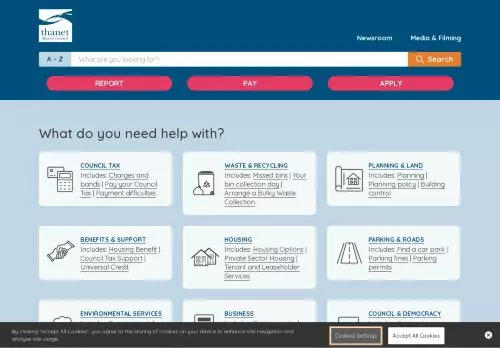 thanet
district council
Newsroom
Media & Filming
A - Z
What are you looking for?
Search
REPORT
PAY
APPLY
What do you need help with?
COUNCIL TAX
Includes: Charges and
bands | Pay your Council
Tax | Payment difficulties
WASTE & RECYCLING
Includes: Missed bins | Your
bin collection day |
Arrange a Bulky Waste
Collection
PLANNING & LAND
Includes: Planning |
Planning policy | Building
control
BENEFITS & SUPPORT
Includes: Housing Benefit |
Council Tax Support |
Universal Credit
HOUSING
Includes: Housing Options |
Private Sector Housing |
Tenant and Leaseholder
Services
PARKING & ROADS
Includes: Find a car park |
Parking fines | Parking
permits
ENVIRONMENTAL SERVICES
BUSINESS
COUNCIL & DEMOCRACY
By clicking "Accept All Cookies", you agree to the storing of cookies on your device to enhance site navigation and
analyse site usage.
Cookies Settings
Accept All Cookies